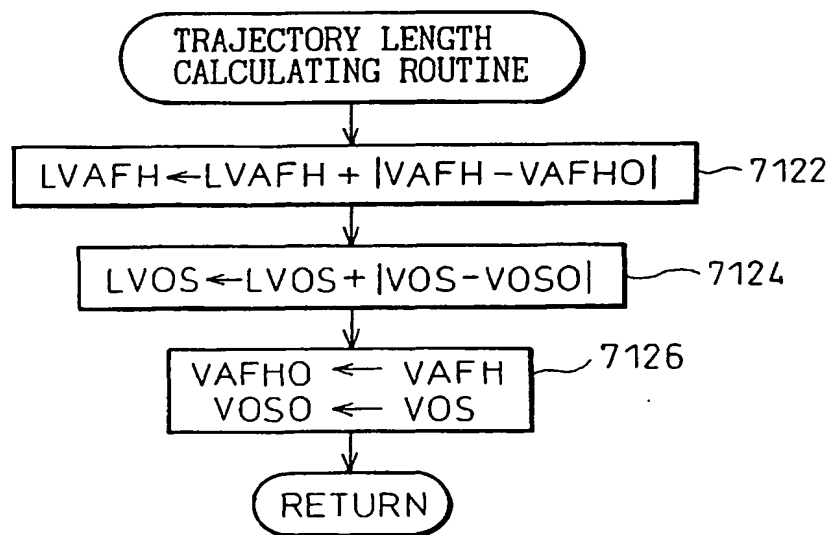 TRAJECTORY LENGTH
CALCULATING ROUTINE
LVAFH←LVAFH + |VAFH - VAFHO|
7122
LVOS←LVOS + |VOS - VOSO|
7124
VAFHO ← VAFH
VOSO ← VOS
7126
RETURN